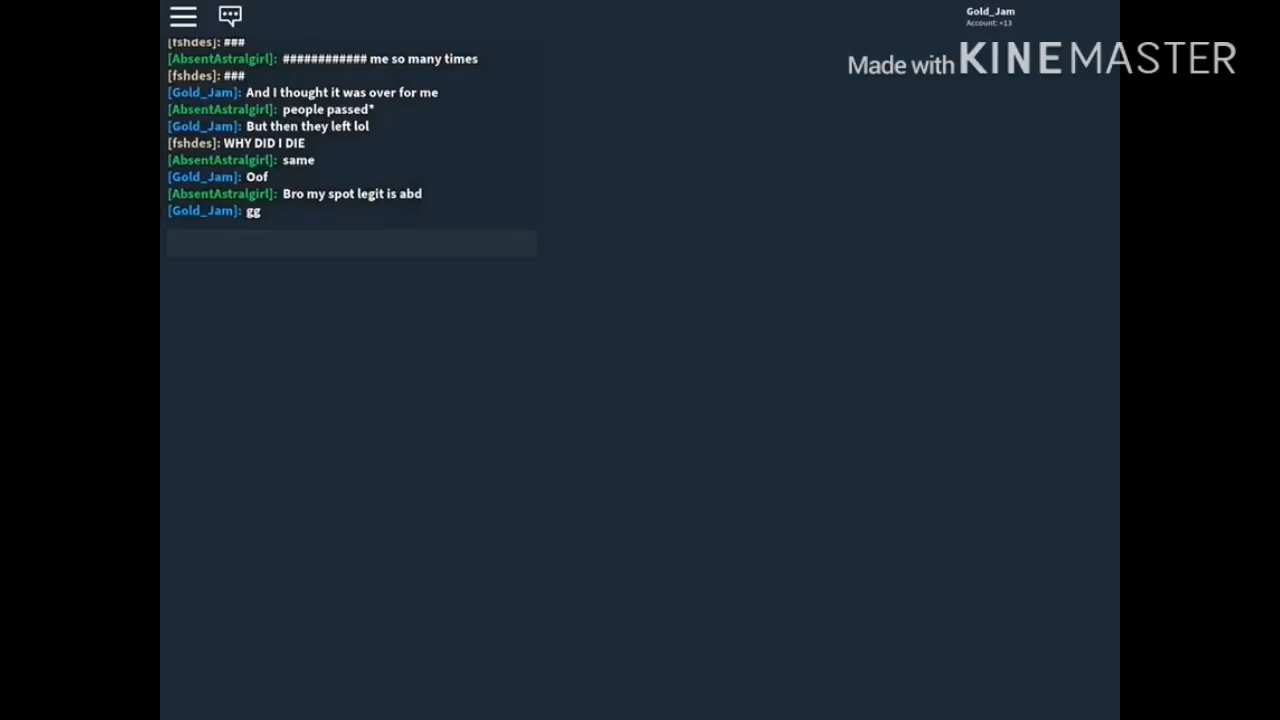 Gold_Jam
Account: <13
Made with KINEMASTER
[fshdes]: ###
[AbsentAstralgirl]: ############ me so many times
[fshdes]: ###
[Gold_Jam]: And I thought it was over for me
[AbsentAstralgirl]: people passed*
[Gold_Jam]: But then they left lol
[fshdes]: WHY DID I DIE
[AbsentAstralgirl]: same
[Gold_Jam]: Oof
[AbsentAstralgirl]: Bro my spot legit is abd
[Gold_Jam]: gg